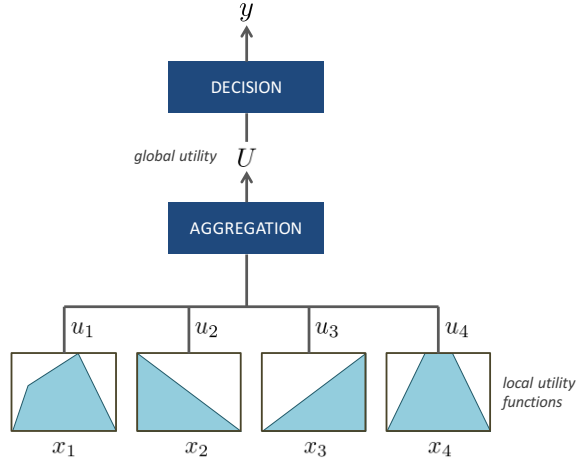 y
DECISION
global utility U
AGGREGATION
u₁ u₂ u₃ u₄
local utility
functions
x₁ x₂ x₃ x₄